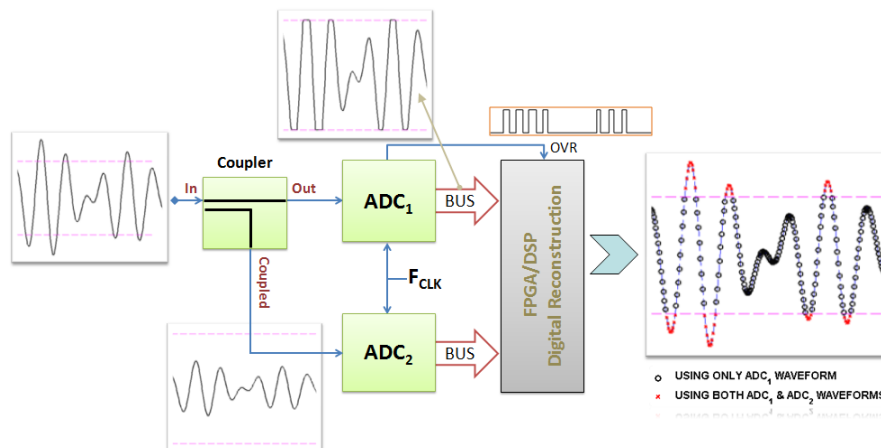 Coupler
In
Out
Coupled
ADC1
BUS
OVR
FCLK
ADC2
BUS
FPGA/DSP
Digital Reconstruction
USING ONLY ADC1 WAVEFORM
USING BOTH ADC1 & ADC2 WAVEFORMS